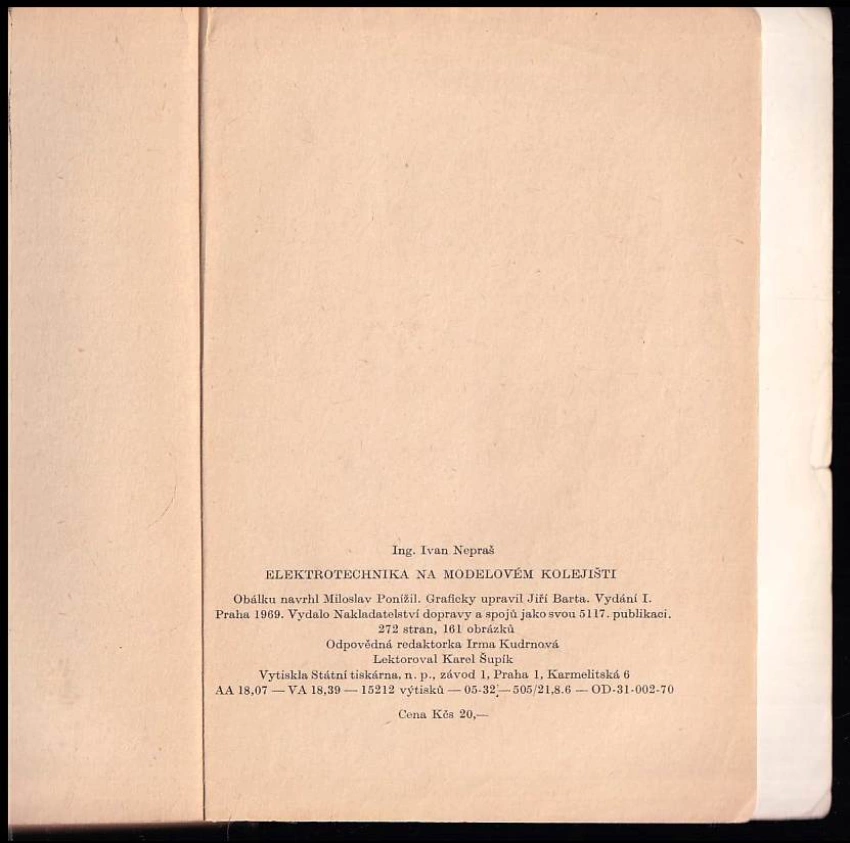 Ing. Ivan Nepraš
ELEKTROTECHNIKA NA MODELOVÉM KOLEJIŠTI
Obálku navrhl Miloslav Ponížil. Graficky upravil Jiří Barta. Vydání I.
Praha 1969. Vydalo Nakladatelství dopravy a spojů jako svou 5117. publikaci.
272 stran, 161 obrázků
Odpovědná redaktorka Irma Kudrnová
Lektoroval Karel Šupík
Vytiskla Státní tiskárna, n. p., závod 1, Praha 1, Karmelitská 6
AA 18,07 — VA 18,39 — 15212 výtisků — 05-32 — 505/21,8.6 — OD-31-002-70
Cena Kčs 20,—